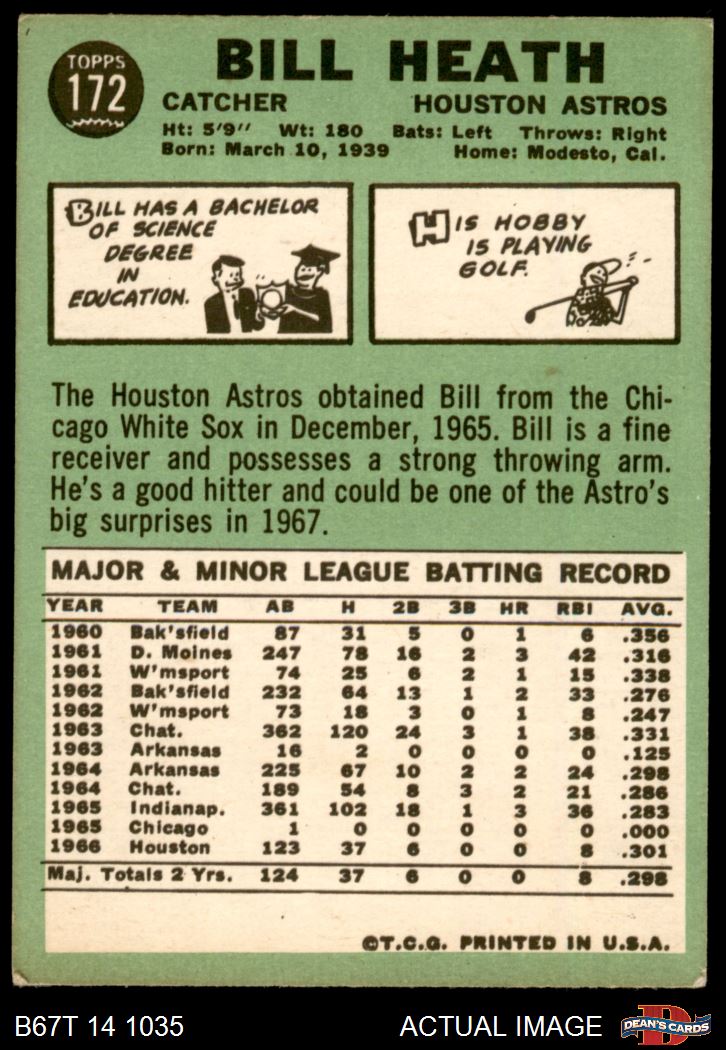 TOPPS
172
BILL HEATH
CATCHER HOUSTON ASTROS
Ht: 5'9" Wt: 180 Bats: Left Throws: Right
Born: March 10, 1939 Home: Modesto, Cal.
BILL HAS A BACHELOR
OF SCIENCE
DEGREE
IN
EDUCATION.
HIS HOBBY
IS PLAYING
GOLF.
The Houston Astros obtained Bill from the Chi-
cago White Sox in December, 1965. Bill is a fine
receiver and possesses a strong throwing arm.
He's a good hitter and could be one of the Astro's
big surprises in 1967.
MAJOR & MINOR LEAGUE BATTING RECORD
YEAR TEAM AB H 2B 3B HR RBI AVG.
1960 Bak'sfield 87 31 5 0 1 6 .356
1961 D. Moines 247 78 16 2 3 42 .316
1961 W'msport 74 25 6 2 1 15 .338
1962 Bak'sfield 232 64 13 1 2 33 .276
1962 W'msport 73 18 3 0 1 8 .247
1963 Chat. 362 120 24 3 1 38 .331
1963 Arkansas 16 2 0 0 0 0 .125
1964 Arkansas 225 67 10 2 2 24 .298
1964 Chat. 189 54 8 3 2 21 .286
1965 Indianap. 361 102 18 1 3 36 .283
1965 Chicago 1 0 0 0 0 0 .000
1966 Houston 123 37 6 0 0 8 .301
Maj. Totals 2 Yrs. 124 37 6 0 0 8 .298
©T.C.G. PRINTED IN U.S.A.
B67T 14 1035 ACTUAL IMAGE
D
DEAN'S CARDS